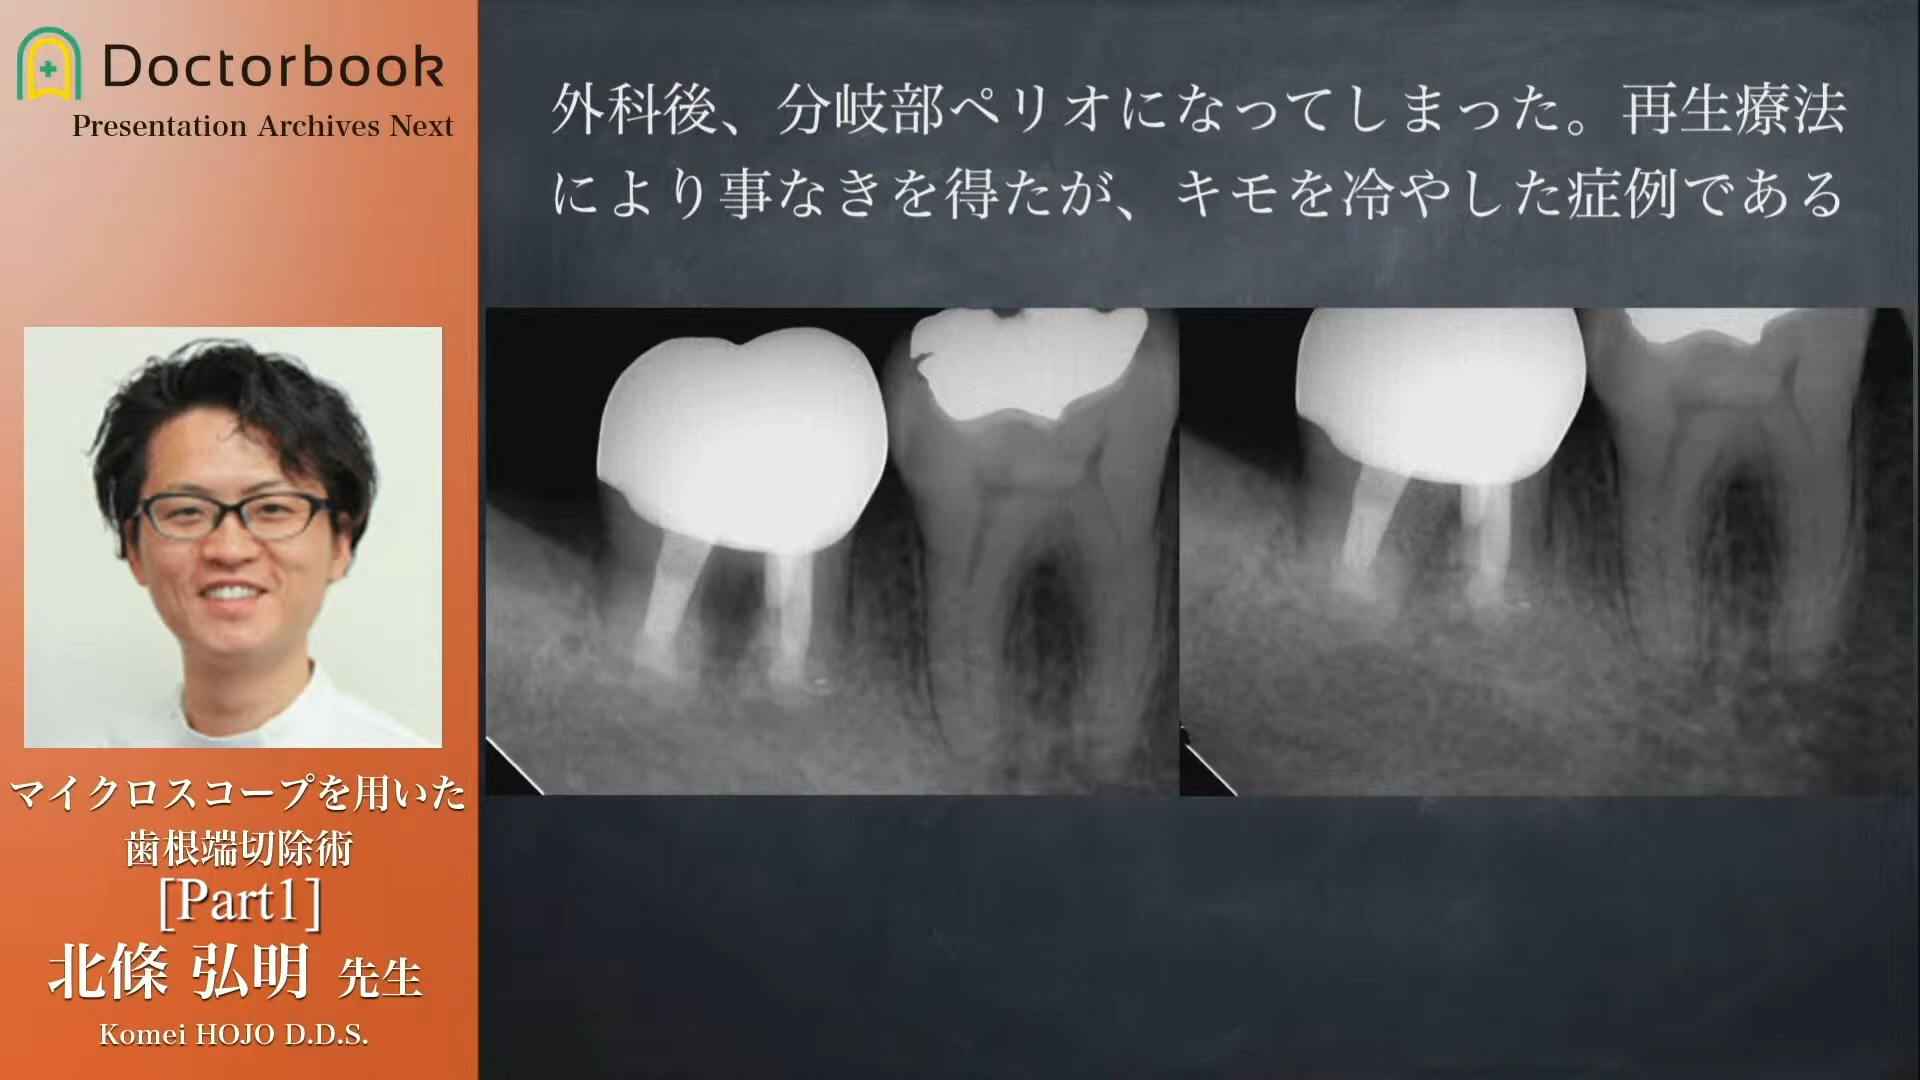 Doctorbook
Presentation Archives Next
マイクロスコープを用いた
歯根端切除術
[Part1]
北條 弘明 先生
Komei HOJO D.D.S.
外科後、分岐部ペリオになってしまった。再生療法
により事なきを得たが、キモを冷やした症例である